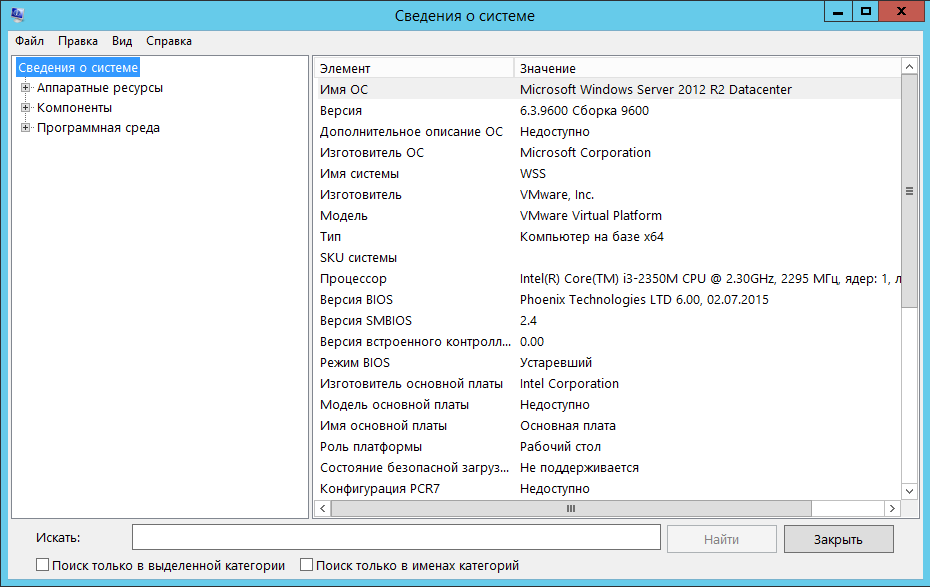 Сведения о системе
Файл Правка Вид Справка
Сведения о системе
Аппаратные ресурсы
Компоненты
Программная среда
Элемент Значение
Имя ОС Microsoft Windows Server 2012 R2 Datacenter
Версия 6.3.9600 Сборка 9600
Дополнительное описание ОС Недоступно
Изготовитель ОС Microsoft Corporation
Имя системы WSS
Изготовитель VMware, Inc.
Модель VMware Virtual Platform
Тип Компьютер на базе x64
SKU системы
Процессор Intel(R) Core(TM) i3-2350M CPU @ 2.30GHz, 2295 МГц, ядер: 1, л
Версия BIOS Phoenix Technologies LTD 6.00, 02.07.2015
Версия SMBIOS 2.4
Версия встроенного контролл... 0.00
Режим BIOS Устаревший
Изготовитель основной платы Intel Corporation
Модель основной платы Недоступно
Имя основной платы Основная плата
Роль платформы Рабочий стол
Состояние безопасной загруз... Не поддерживается
Конфигурация PCR7 Недоступно
Искать: Найти Закрыть
Поиск только в выделенной категории Поиск только в именах категорий